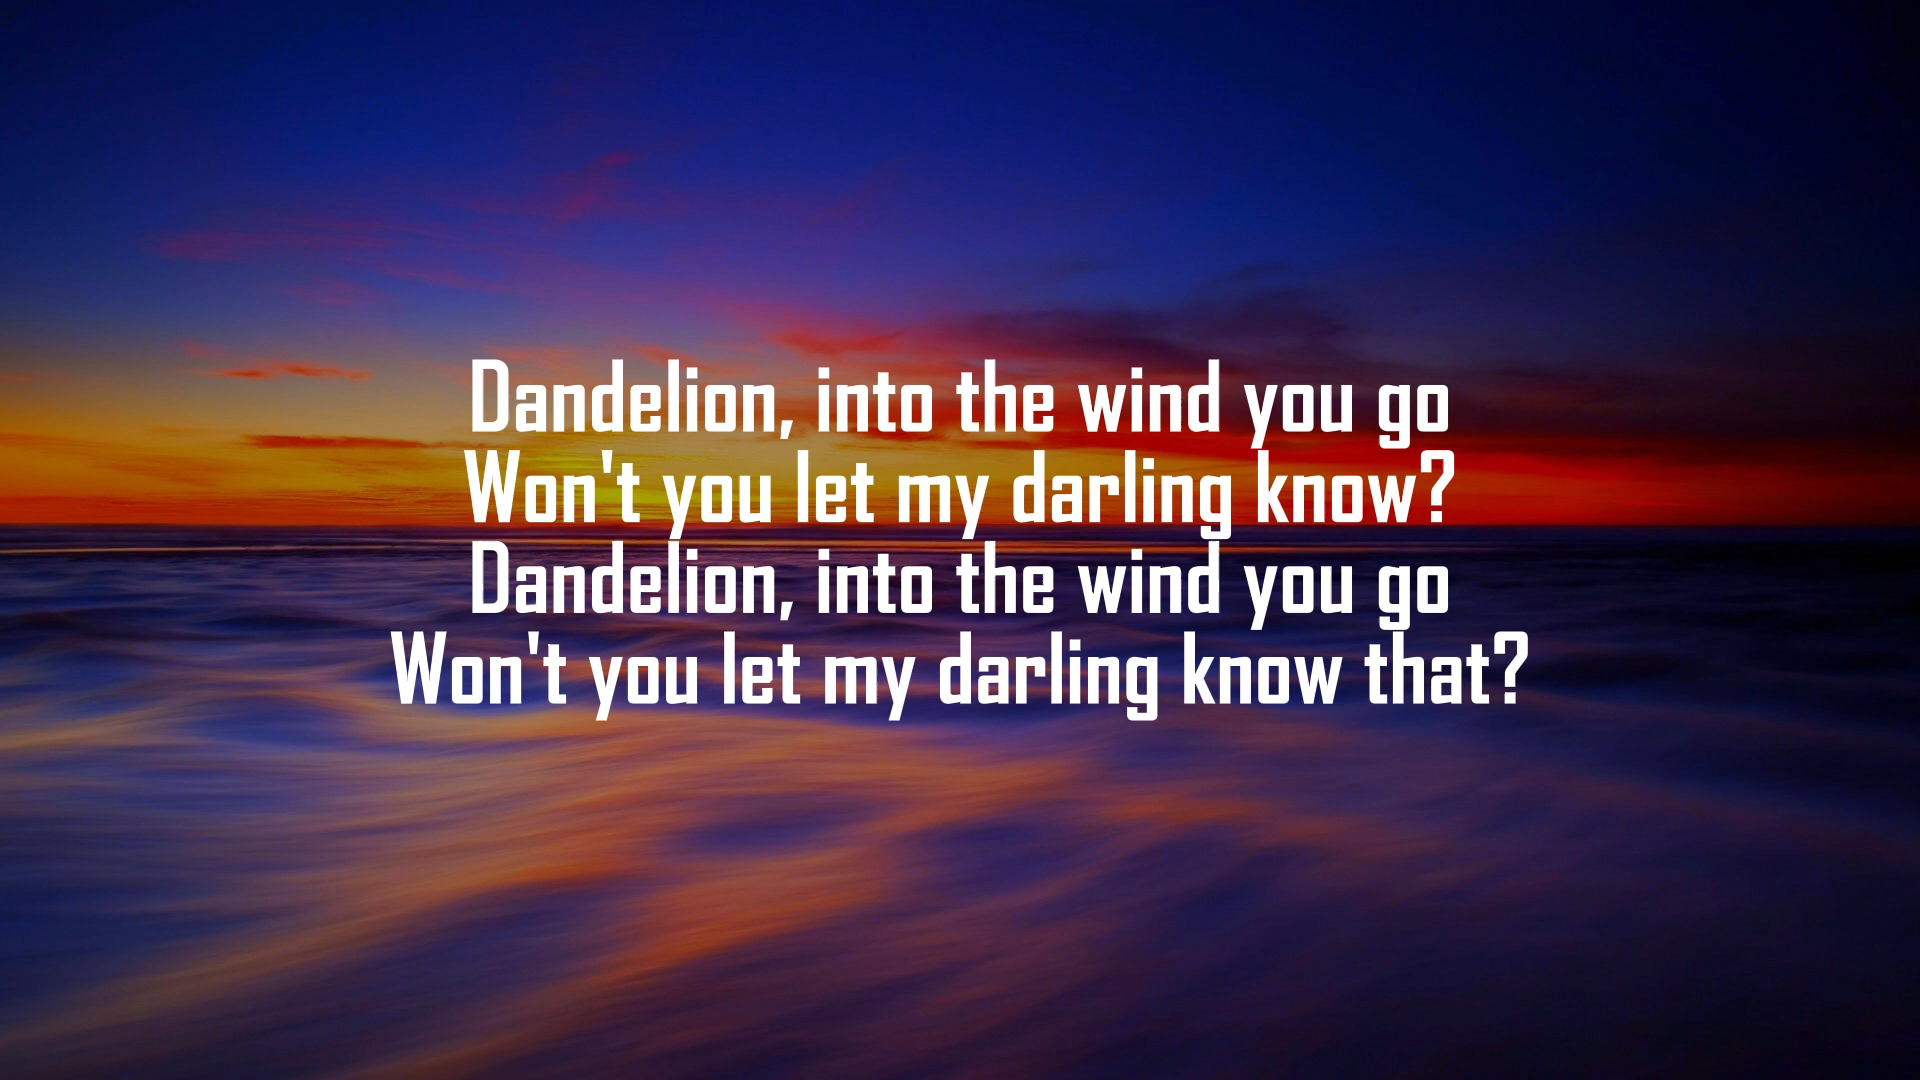 Dandelion, into the wind you go
Won't you let my darling know?
Dandelion, into the wind you go
Won't you let my darling know that?